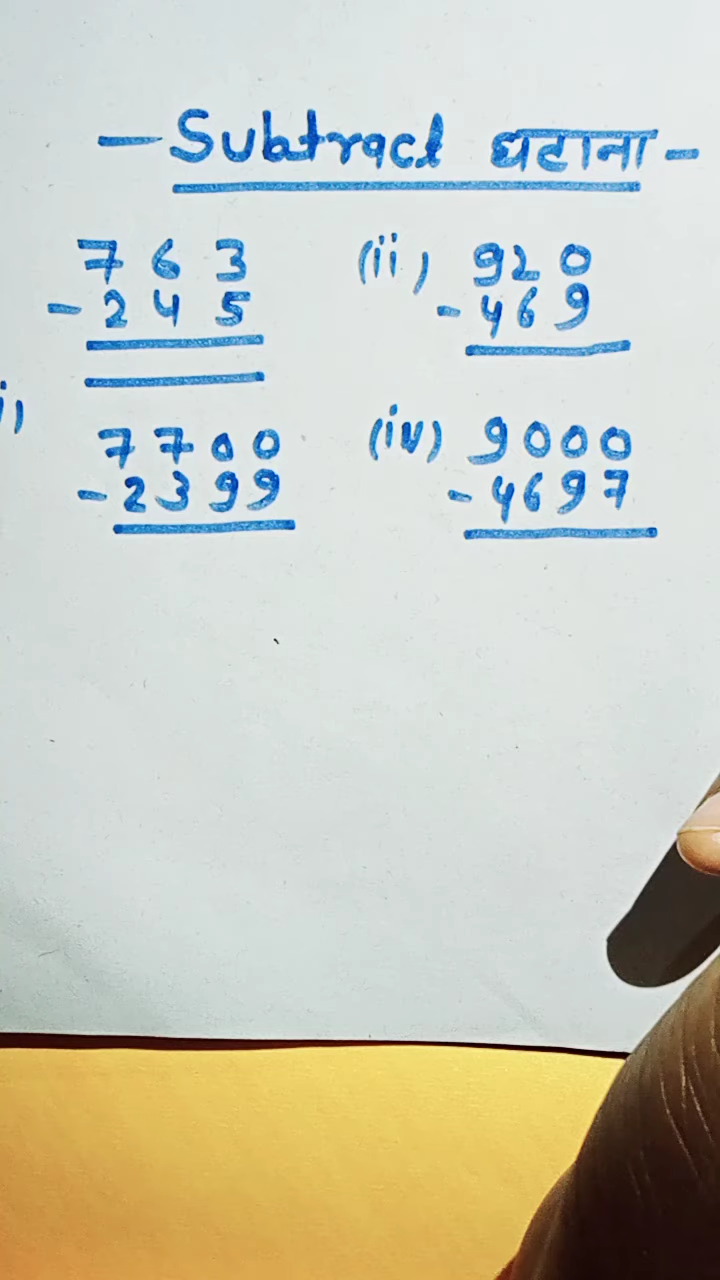 — Subtract घटाना -
763 (ii) 920
- 245 - 469
i) 7700 (iv) 9000
- 2399 - 4697